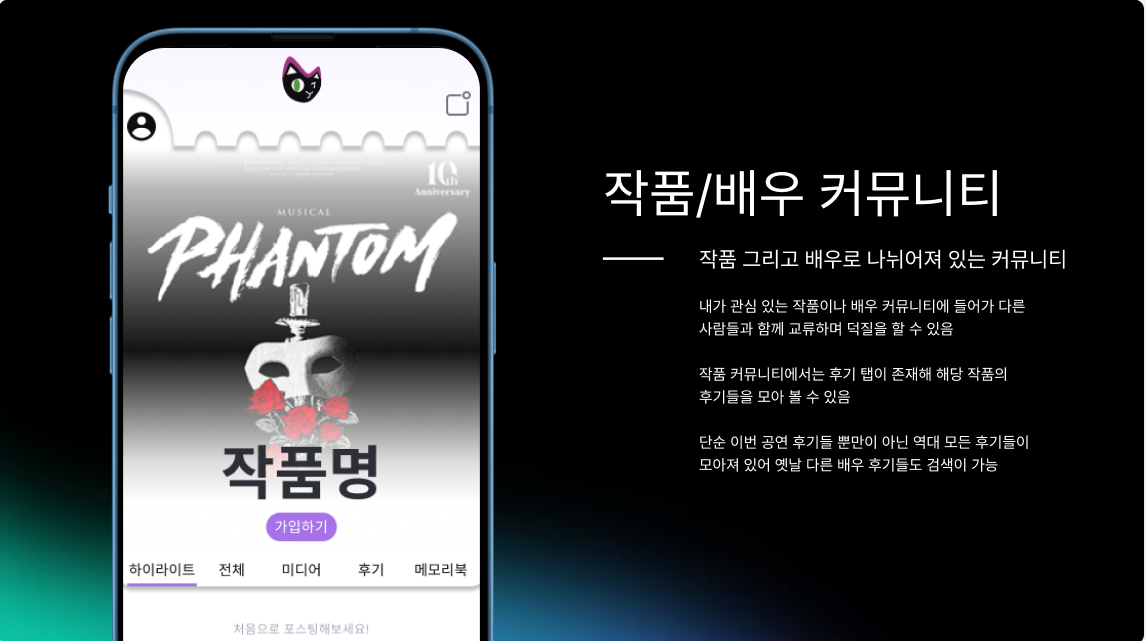 10th
Anniversary
MUSICAL
PHANTOM
작품명
가입하기
하이라이트 전체 미디어 후기 메모리북
처음으로 포스팅해보세요!
작품/배우 커뮤니티
작품 그리고 배우로 나뉘어져 있는 커뮤니티
내가 관심 있는 작품이나 배우 커뮤니티에 들어가 다른
사람들과 함께 교류하며 덕질을 할 수 있음
작품 커뮤니티에서는 후기 탭이 존재해 해당 작품의
후기들을 모아 볼 수 있음
단순 이번 공연 후기들 뿐만이 아닌 역대 모든 후기들이
모아져 있어 옛날 다른 배우 후기들도 검색이 가능